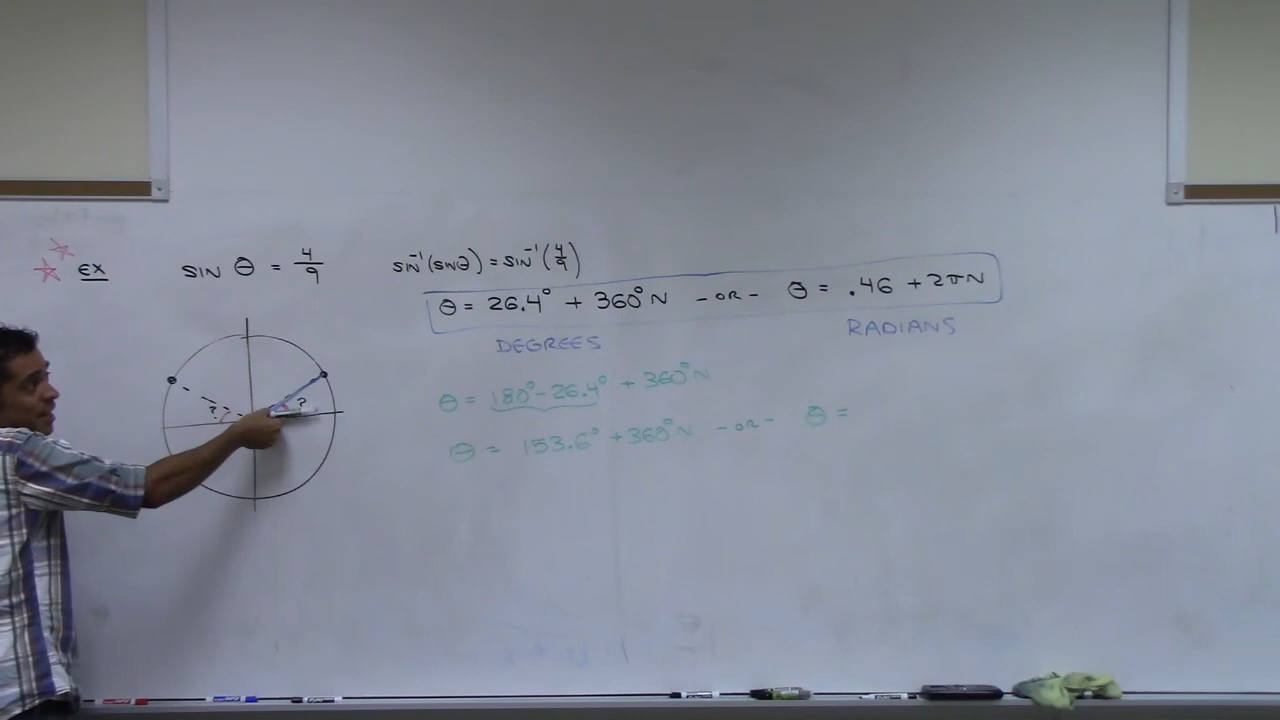 EX sin θ = 4/9 sin⁻¹(sinθ) = sin⁻¹(4/9)
θ = 26.4° + 360°N - OR - θ = .46 + 2πN
DEGREES RADIANS
θ = 180° - 26.4° + 360°N
θ = 153.6° + 360°N - OR - θ =
? ?